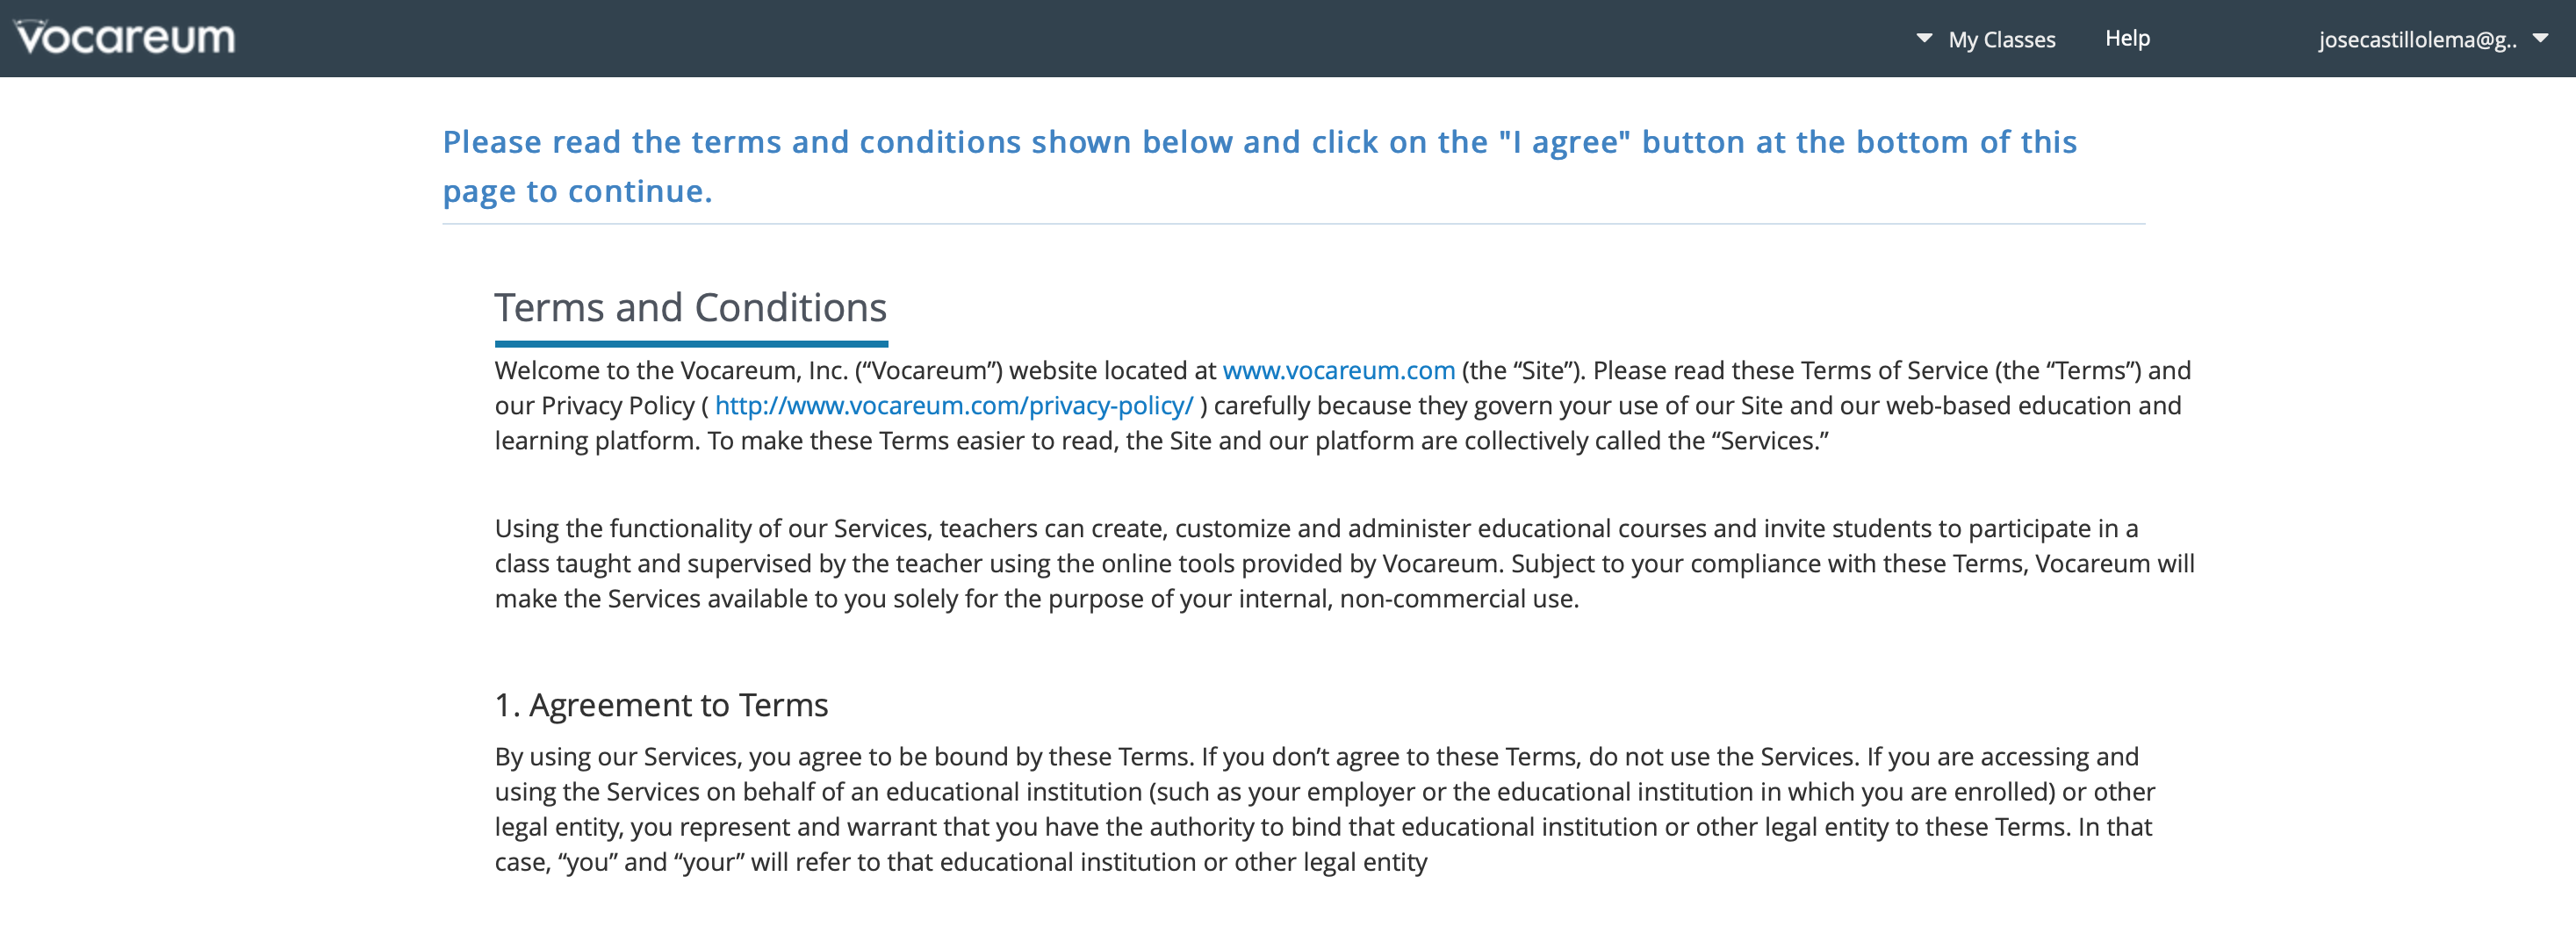 Vocareum
My Classes
Help
josecastillolema@g..
Please read the terms and conditions shown below and click on the "I agree" button at the bottom of this
page to continue.
Terms and Conditions
Welcome to the Vocareum, Inc. (“Vocareum”) website located at www.vocareum.com (the “Site”). Please read these Terms of Service (the “Terms”) and
our Privacy Policy ( http://www.vocareum.com/privacy-policy/ ) carefully because they govern your use of our Site and our web-based education and
learning platform. To make these Terms easier to read, the Site and our platform are collectively called the “Services.”
Using the functionality of our Services, teachers can create, customize and administer educational courses and invite students to participate in a
class taught and supervised by the teacher using the online tools provided by Vocareum. Subject to your compliance with these Terms, Vocareum will
make the Services available to you solely for the purpose of your internal, non-commercial use.
1. Agreement to Terms
By using our Services, you agree to be bound by these Terms. If you don’t agree to these Terms, do not use the Services. If you are accessing and
using the Services on behalf of an educational institution (such as your employer or the educational institution in which you are enrolled) or other
legal entity, you represent and warrant that you have the authority to bind that educational institution or other legal entity to these Terms. In that
case, “you” and “your” will refer to that educational institution or other legal entity